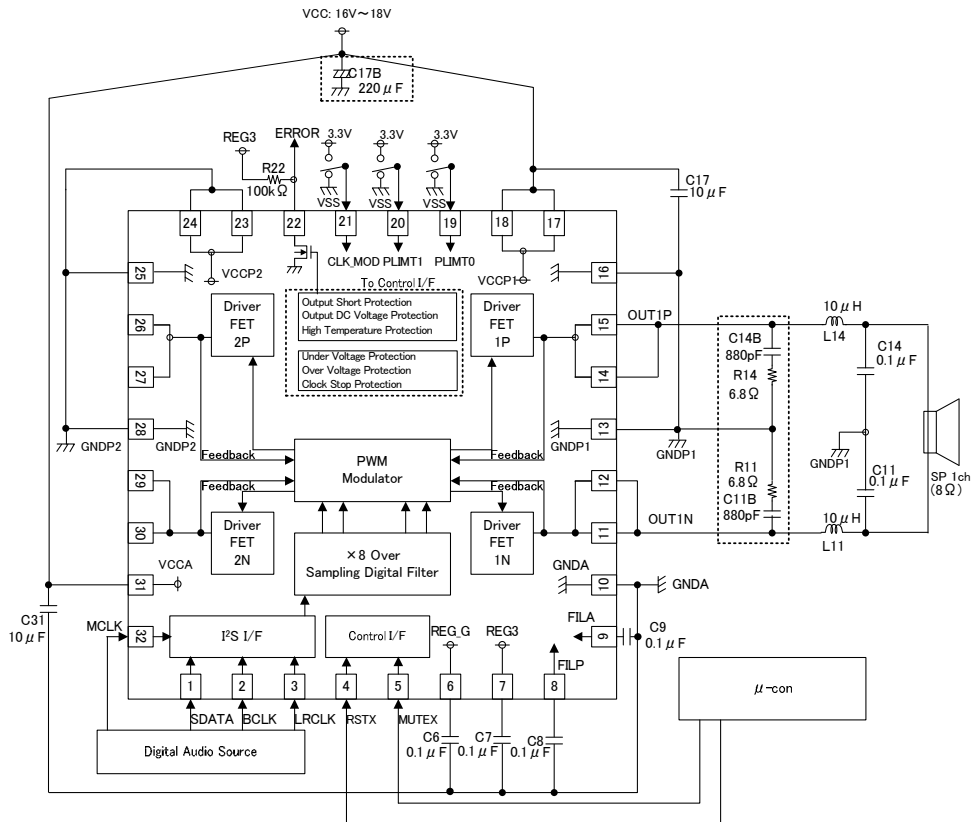 VCC: 16V～18V
C17B
220μF
REG3
ERROR
R22
100kΩ
3.3V
3.3V
3.3V
VSS
VSS
VSS
C17
10μF
24
23
22
21
20
19
18
17
CLK_MOD
PLIMT1
PLIMT0
VCCP2
VCCP1
To Control I/F
Output Short Protection
Output DC Voltage Protection
High Temperature Protection
Under Voltage Protection
Over Voltage Protection
Clock Stop Protection
25
26
27
28
29
30
31
32
16
15
14
13
12
11
10
9
Driver
FET
2P
Driver
FET
1P
OUT1P
10μH
L14
C14B
880pF
R14
6.8Ω
C14
0.1μF
GNDP2
GNDP2
GNDP1
GNDP1
GNDP1
Feedback
Feedback
Feedback
Feedback
PWM
Modulator
R11
6.8Ω
C11B
880pF
C11
0.1μF
SP 1ch
(8Ω)
Driver
FET
2N
Driver
FET
1N
OUT1N
10μH
L11
×8 Over
Sampling Digital Filter
VCCA
GNDA
GNDA
C31
10μF
MCLK
I²S I/F
Control I/F
REG_G
REG3
FILA
FILP
C9
0.1μF
μ-con
1
2
3
4
5
6
7
8
SDATA
BCLK
LRCLK
RSTX
MUTEX
Digital Audio Source
C6
0.1μF
C7
0.1μF
C8
0.1μF